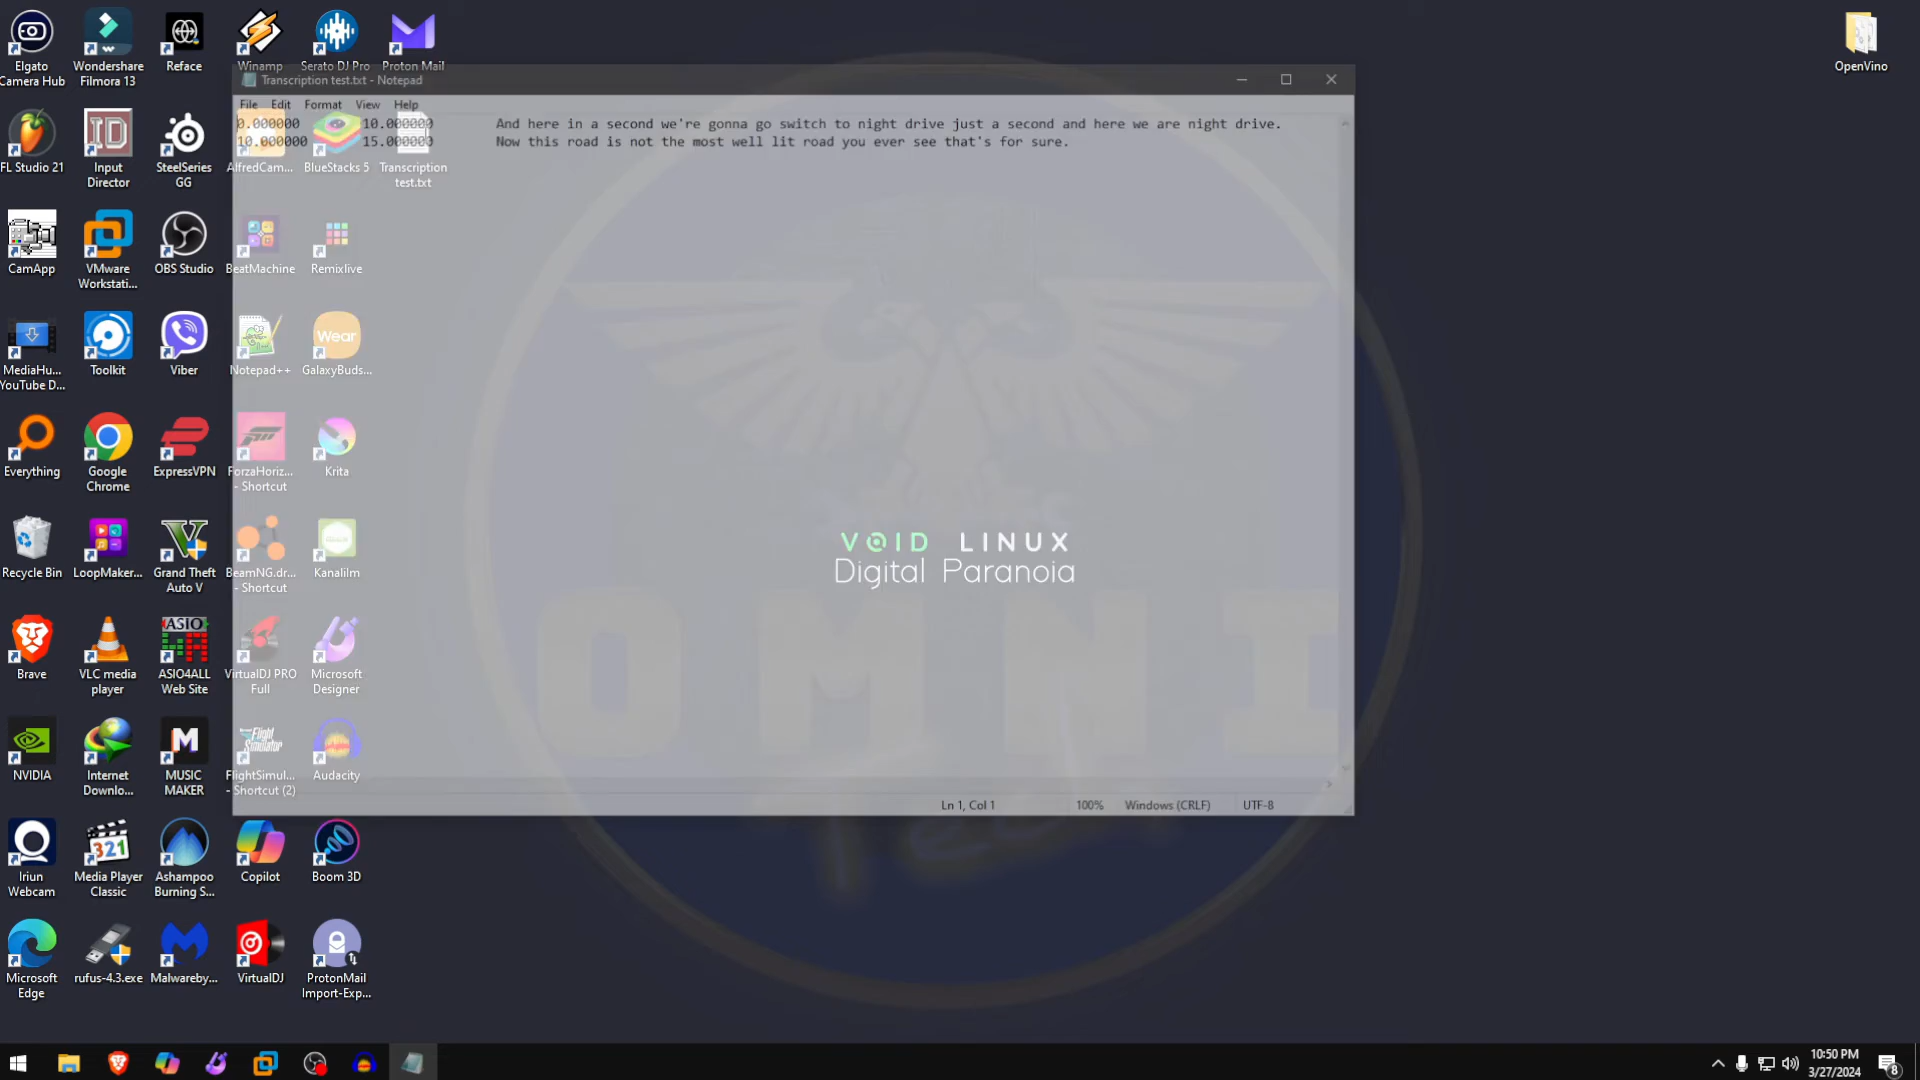 Elgato
Camera Hub
Wondershare
Filmora 13
Reface
Winamp
Serato DJ Pro
Proton Mail
OpenVino
Transcription test.txt - Notepad
File Edit Format View Help
0.000000 10.000000 And here in a second we're gonna go switch to night drive just a second and here we are night drive.
10.000000 15.000000 Now this road is not the most well lit road you ever see that's for sure.
FL Studio 21
Input
Director
SteelSeries
GG
AlfredCam...
BlueStacks 5
Transcription
test.txt
CamApp
VMware
Workstati...
OBS Studio
BeatMachine
Remixlive
MediaHu...
YouTube D...
Toolkit
Viber
Notepad++
Wear
GalaxyBuds...
Everything
Google
Chrome
ExpressVPN
ForzaHoriz...
- Shortcut
Krita
VOID LINUX
Digital Paranoia
Recycle Bin
LoopMaker...
Grand Theft
Auto V
BeamNG.dr...
- Shortcut
Kanalilm
OMNI
Tech
Brave
VLC media
player
ASIO
ASIO4ALL
Web Site
VirtualDJ PRO
Full
Microsoft
Designer
NVIDIA
Internet
Downlo...
MUSIC
MAKER
Flight
Simulator
FlightSimul...
- Shortcut (2)
Audacity
Ln 1, Col 1 100% Windows (CRLF) UTF-8
Iriun
Webcam
321
Media Player
Classic
Ashampoo
Burning S...
Copilot
Boom 3D
Microsoft
Edge
rufus-4.3.exe
Malwareby...
VirtualDJ
ProtonMail
Import-Exp...
10:50 PM
3/27/2024
8